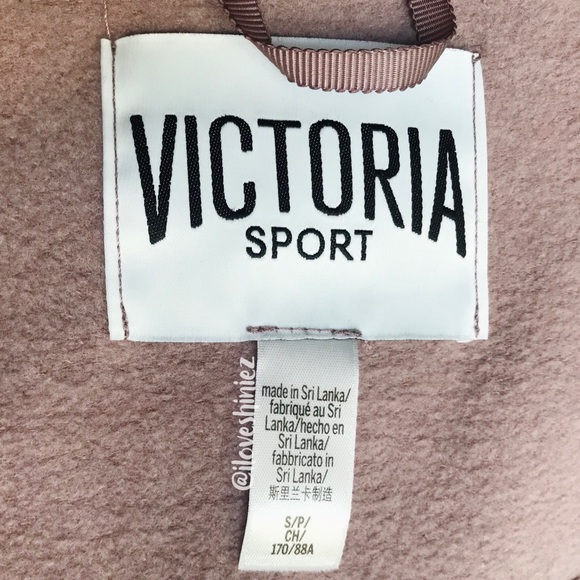 VICTORIA
SPORT
made in Sri Lanka/
fabriqué au Sri
Lanka/hecho en
Sri Lanka/
fabbricato in
Sri Lanka/
斯里兰卡制造
S/P/
CH/
170/88A
@iloveshiniez